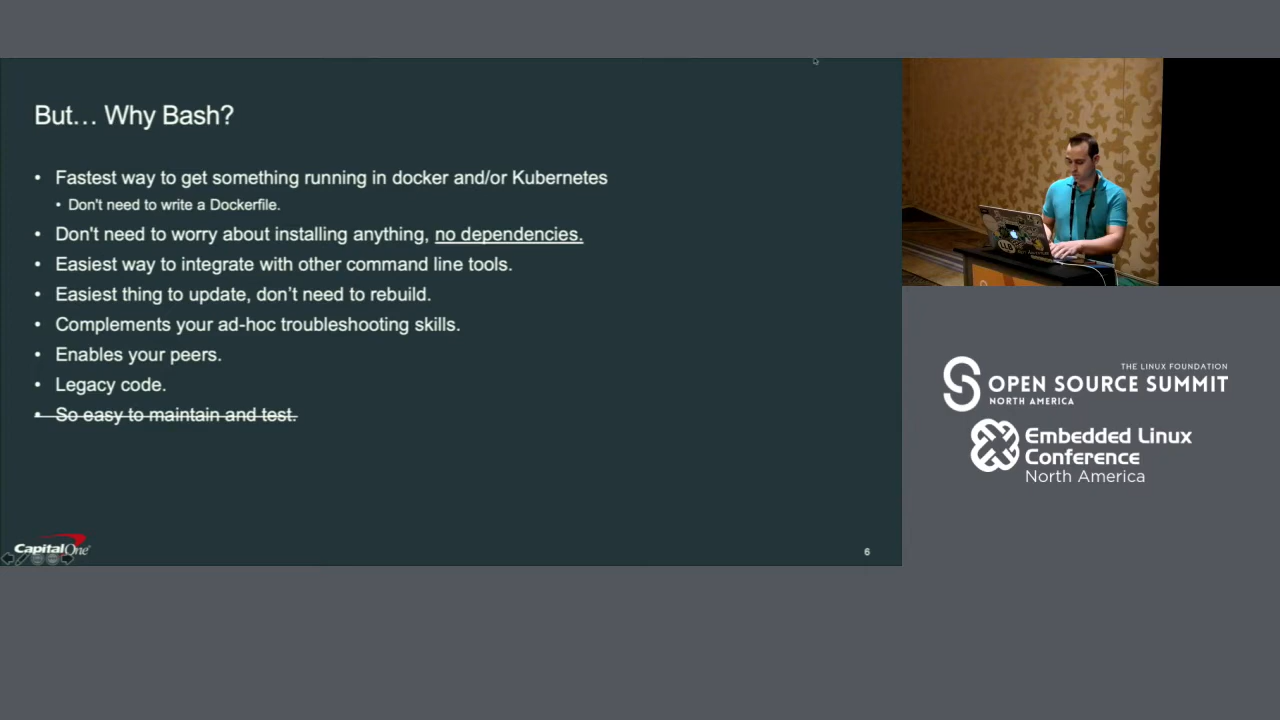 But… Why Bash?
• Fastest way to get something running in docker and/or Kubernetes
• Don't need to write a Dockerfile.
• Don't need to worry about installing anything, no dependencies.
• Easiest way to integrate with other command line tools.
• Easiest thing to update, don’t need to rebuild.
• Complements your ad-hoc troubleshooting skills.
• Enables your peers.
• Legacy code.
• So easy to maintain and test.
CapitalOne
6
THE LINUX FOUNDATION
OPEN SOURCE SUMMIT
NORTH AMERICA
Embedded Linux
Conference
North America